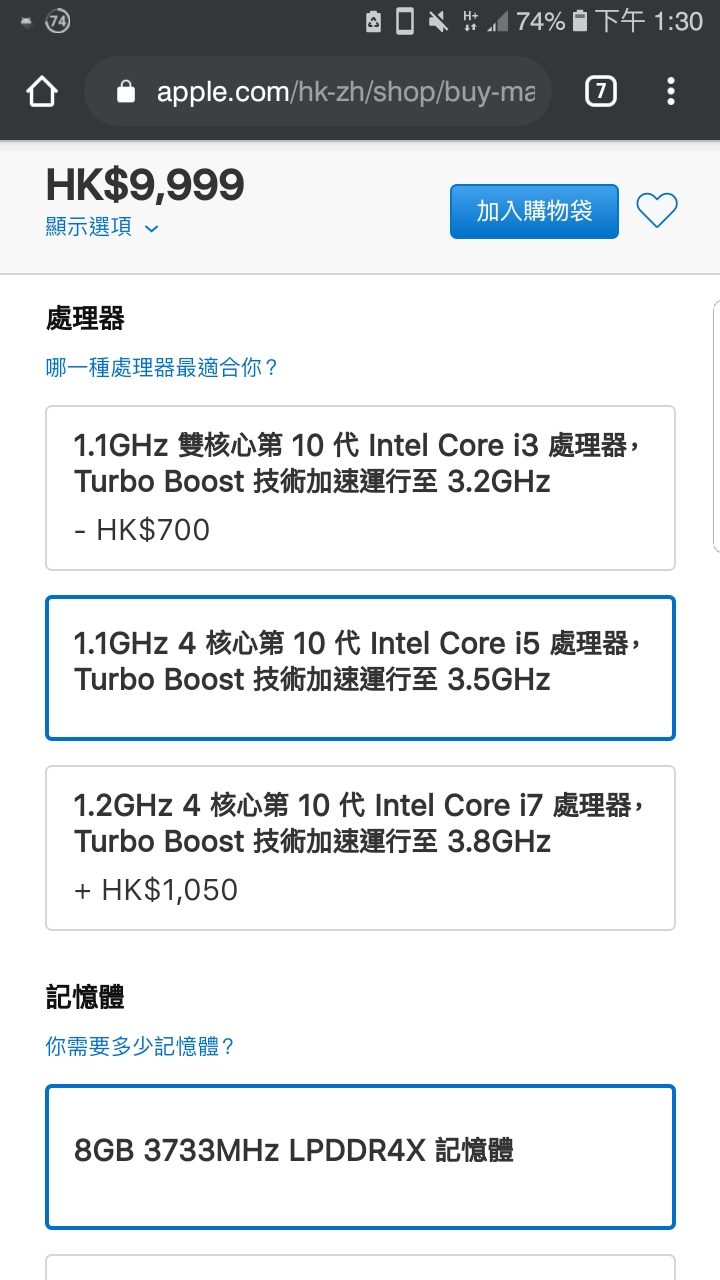 74
H+
74%
下午 1:30
apple.com/hk-zh/shop/buy-ma
7
HK$9,999
顯示選項
加入購物袋
處理器
哪一種處理器最適合你？
1.1GHz 雙核心第 10 代 Intel Core i3 處理器，
Turbo Boost 技術加速運行至 3.2GHz
- HK$700
1.1GHz 4 核心第 10 代 Intel Core i5 處理器，
Turbo Boost 技術加速運行至 3.5GHz
1.2GHz 4 核心第 10 代 Intel Core i7 處理器，
Turbo Boost 技術加速運行至 3.8GHz
+ HK$1,050
記憶體
你需要多少記憶體？
8GB 3733MHz LPDDR4X 記憶體